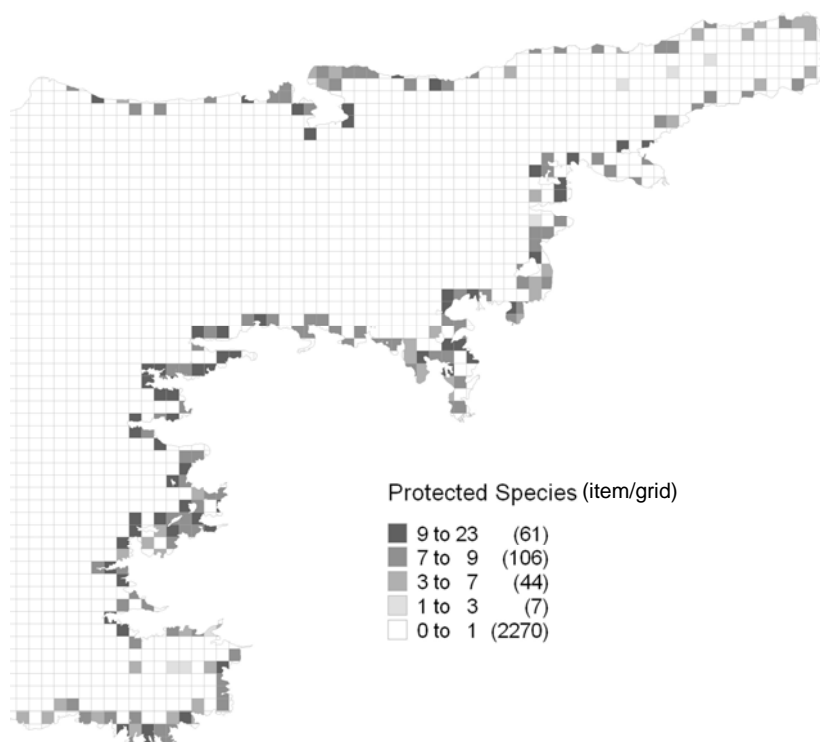 Protected Species (item/grid)
9 to 23 (61)
7 to 9 (106)
3 to 7 (44)
1 to 3 (7)
0 to 1 (2270)